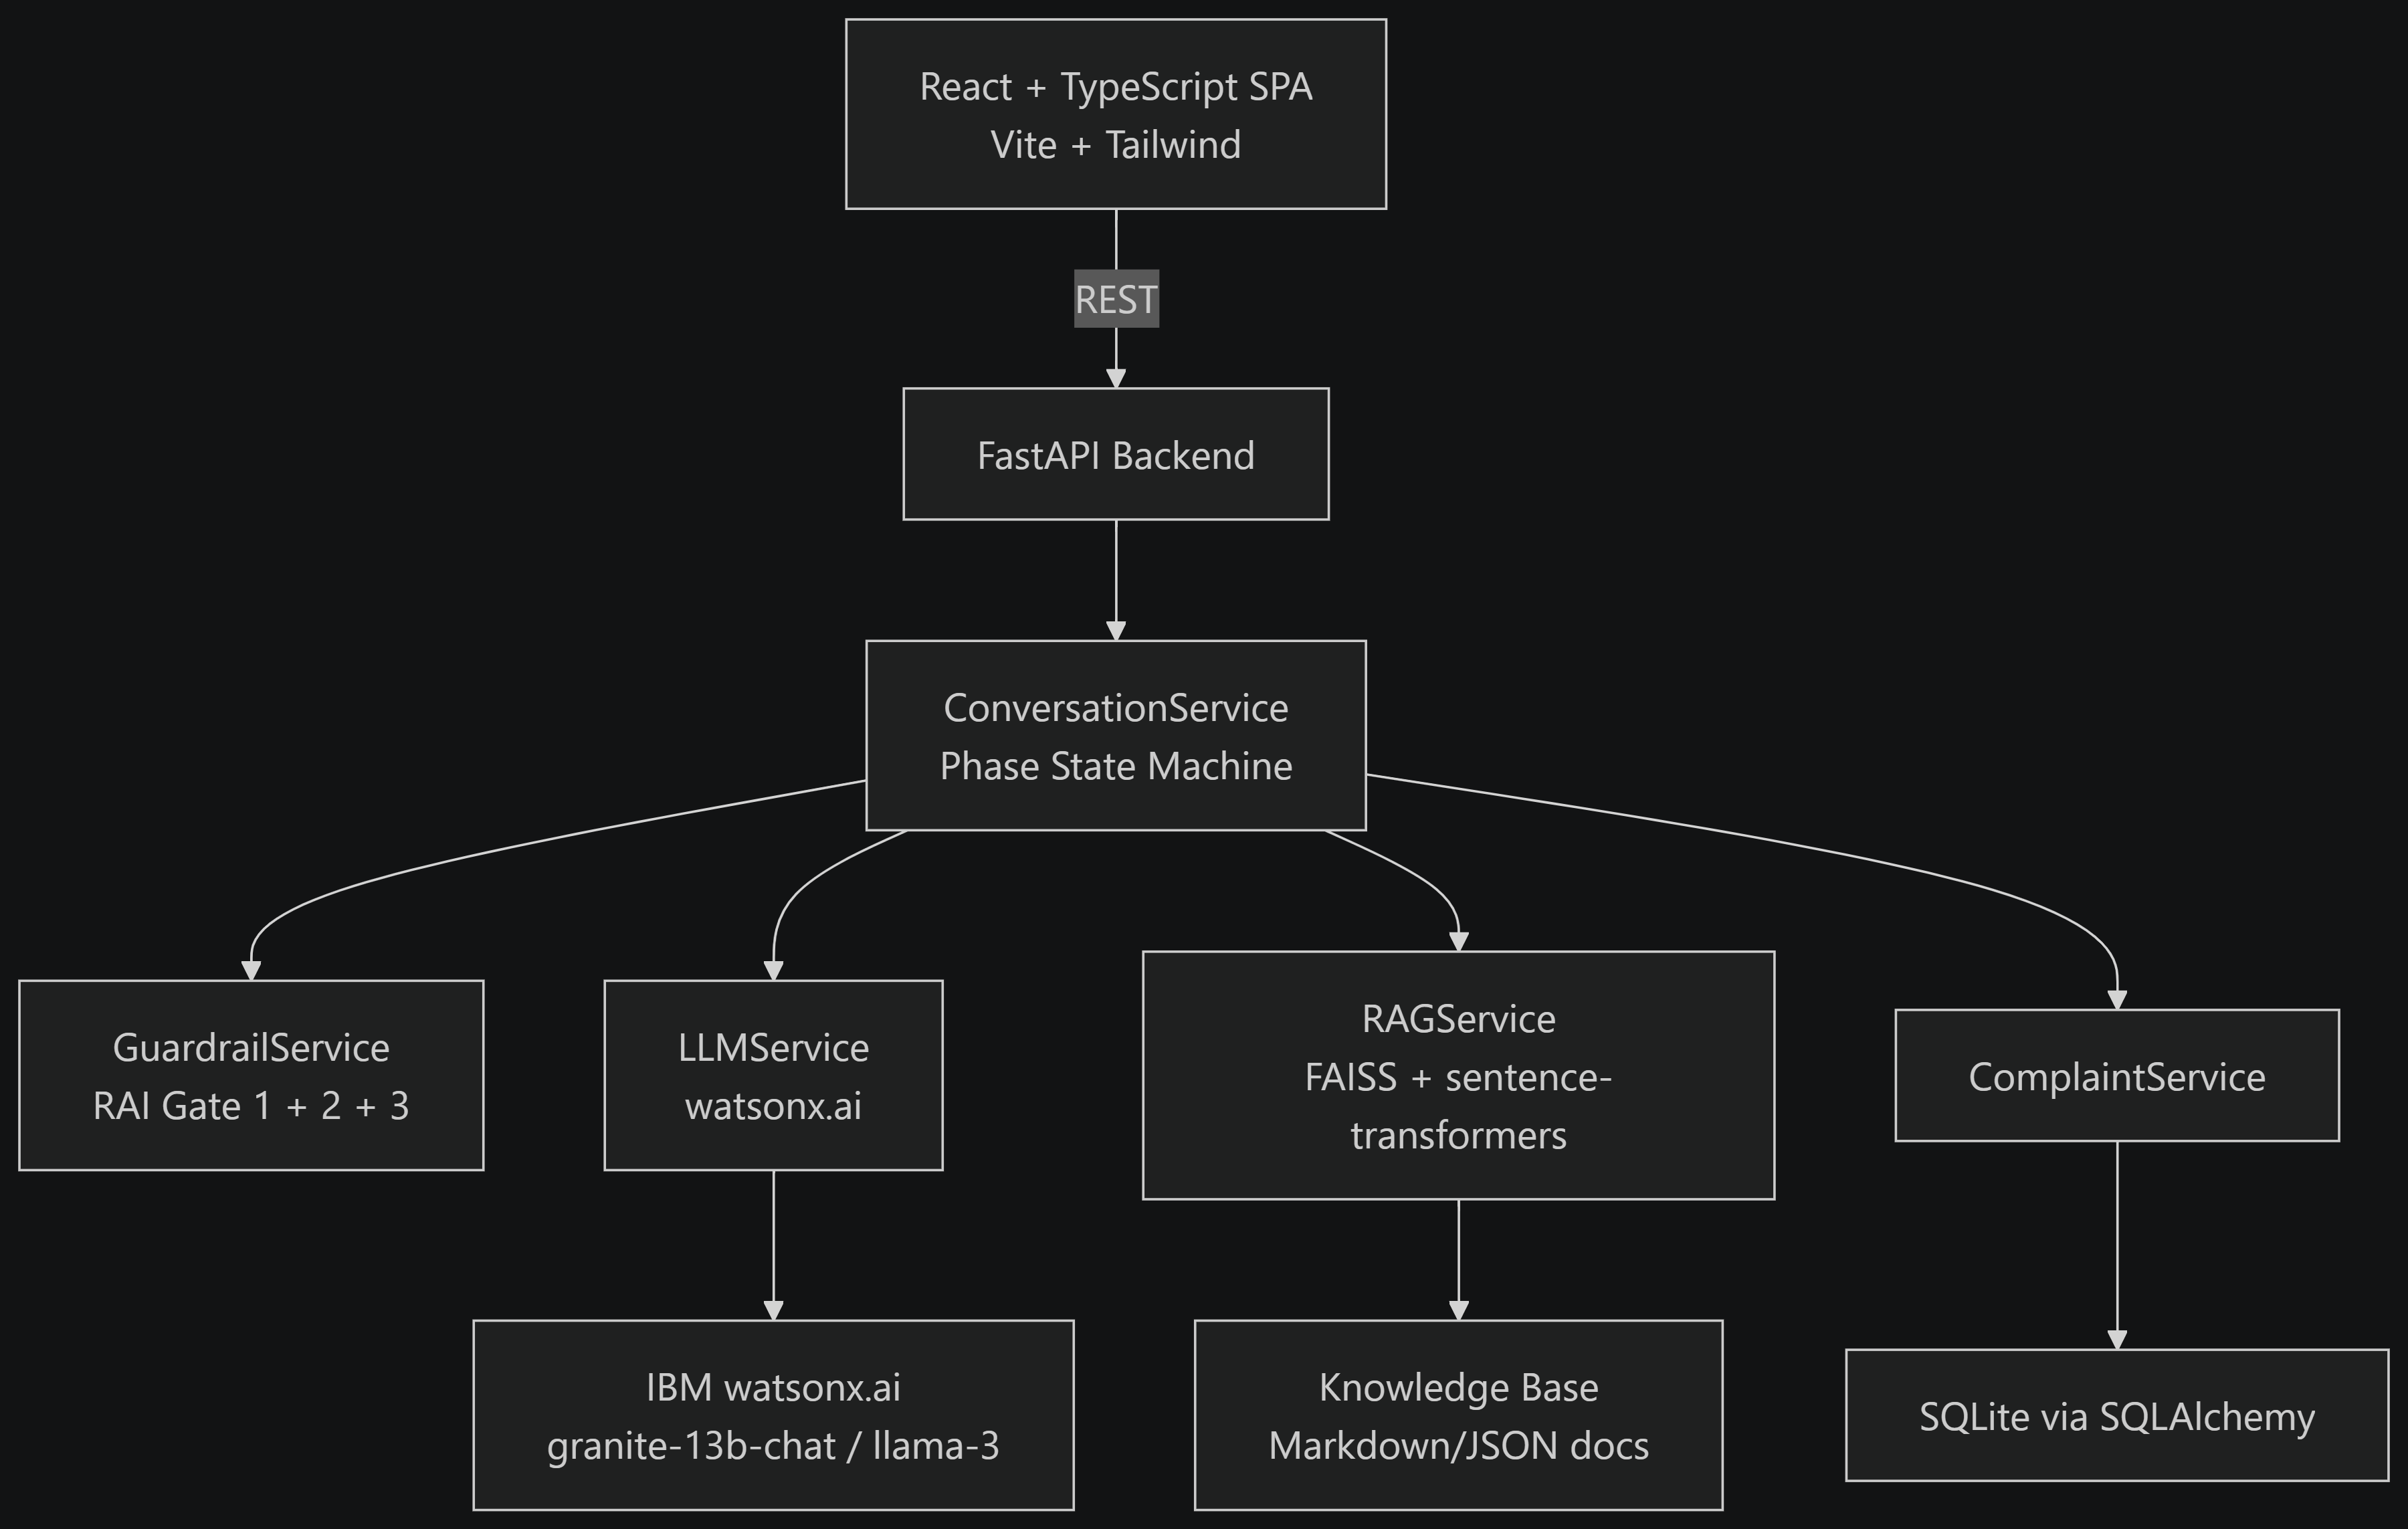 React + TypeScript SPA
Vite + Tailwind
REST
FastAPI Backend
ConversationService
Phase State Machine
GuardrailService
RAI Gate 1 + 2 + 3
LLMService
watsonx.ai
RAGService
FAISS + sentence-
transformers
ComplaintService
IBM watsonx.ai
granite-13b-chat / llama-3
Knowledge Base
Markdown/JSON docs
SQLite via SQLAlchemy